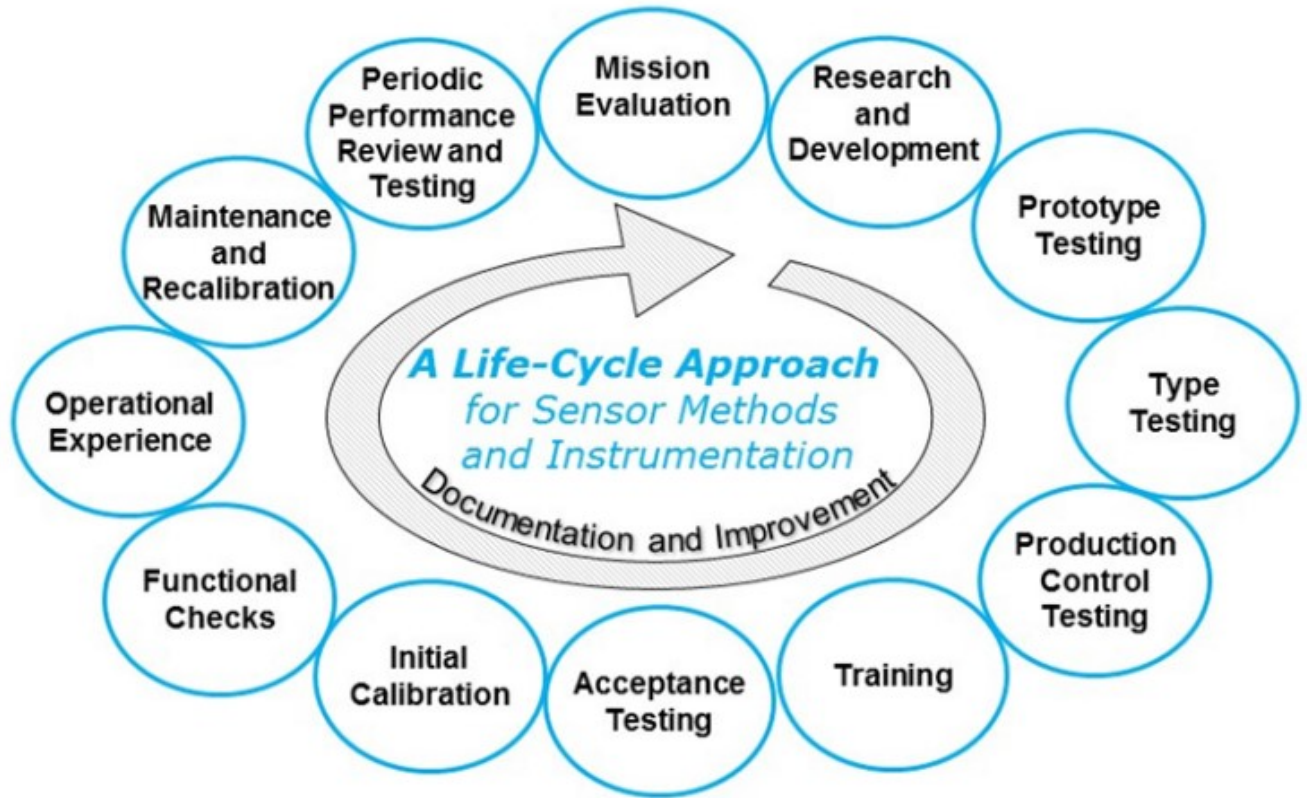 Mission
Evaluation
Research
and
Development
Prototype
Testing
Type
Testing
Production
Control
Testing
Training
Acceptance
Testing
Initial
Calibration
Functional
Checks
Operational
Experience
Maintenance
and
Recalibration
Periodic
Performance
Review and
Testing
A Life-Cycle Approach
for Sensor Methods
and Instrumentation
Documentation and Improvement